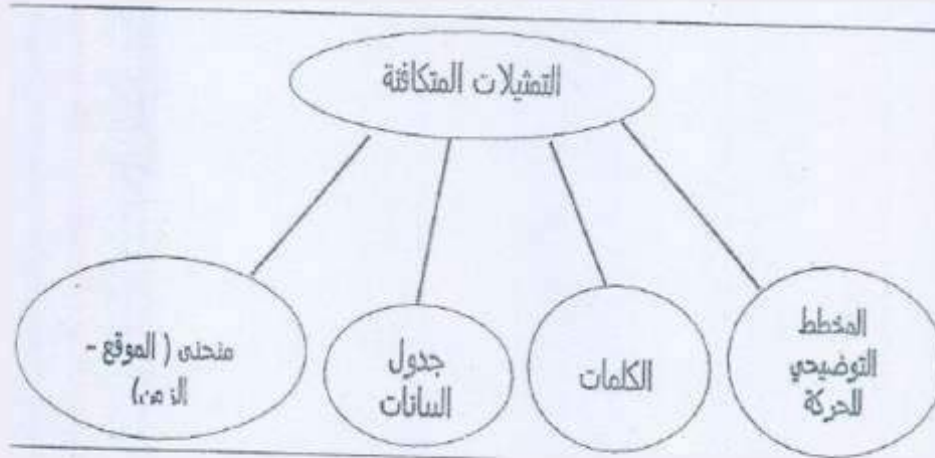 التمثيلات المتكافئة
المخطط
التوضيحي
للحركة
الكلمات
جدول
البيانات
منحنى ( الموقع -
الزمن)